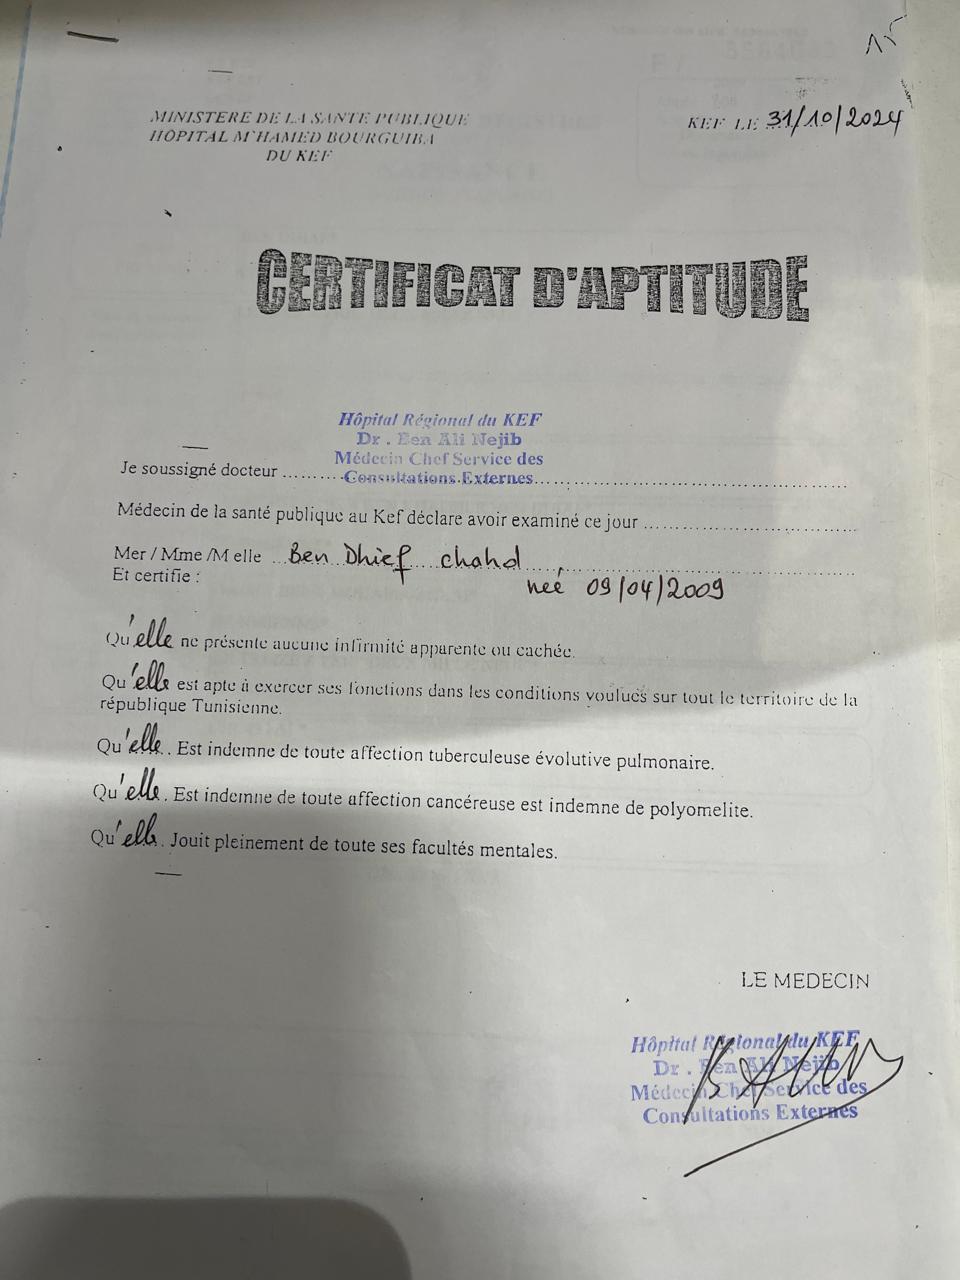 15
MINISTERE DE LA SANTE PUBLIQUE
HOPITAL M'HAMED BOURGUIBA
DU KEF
KEF LE 31/10/2024
CERTIFICAT D'APTITUDE
Hôpital Régional du KEF
Dr . Ben Ali Nejib
Médecin Chef Service des
Je soussigné docteur ......... Consultations Externes ....................
Médecin de la santé publique au Kef déclare avoir examiné ce jour ....................
Mer / Mme /M elle Ben Dhief chahd ,
Et certifie : neé 09/04/2009
Qu'elle ne présente aucune infirmité apparente ou cachée.
Qu'elle est apte à exercer ses fonctions dans les conditions voulues sur tout le territoire de la
république Tunisienne.
Qu'elle. Est indemne de toute affection tuberculeuse évolutive pulmonaire.
Qu'elle. Est indemne de toute affection cancéreuse est indemne de polyomelite.
Qu'elle. Jouit pleinement de toute ses facultés mentales.
LE MEDECIN
Hôpital Régional du KEF
Dr . Ben Ali Nejib
Médecin Chef Service des
Consultations Externes